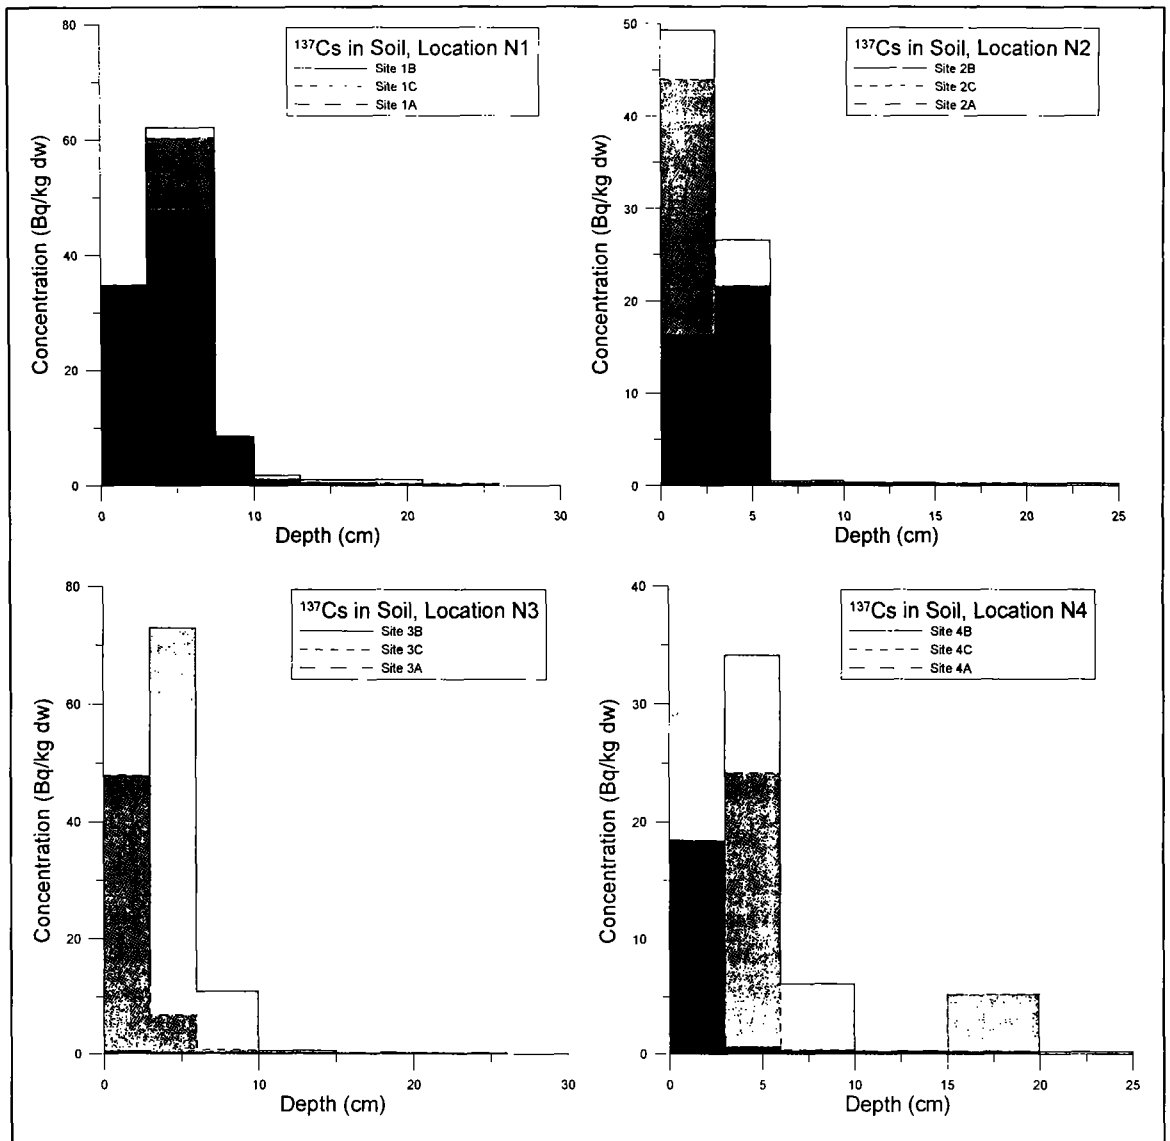 80
60
40
20
0
Concentration (Bq/kg dw)
¹³⁷Cs in Soil, Location N1
Site 1B
Site 1C
Site 1A
0 10 20 30
Depth (cm)
50
40
30
20
10
0
Concentration (Bq/kg dw)
¹³⁷Cs in Soil, Location N2
Site 2B
Site 2C
Site 2A
0 5 10 15 20 25
Depth (cm)
80
60
40
20
0
Concentration (Bq/kg dw)
¹³⁷Cs in Soil, Location N3
Site 3B
Site 3C
Site 3A
0 10 20 30
Depth (cm)
40
30
20
10
0
Concentration (Bq/kg dw)
¹³⁷Cs in Soil, Location N4
Site 4B
Site 4C
Site 4A
0 5 10 15 20 25
Depth (cm)